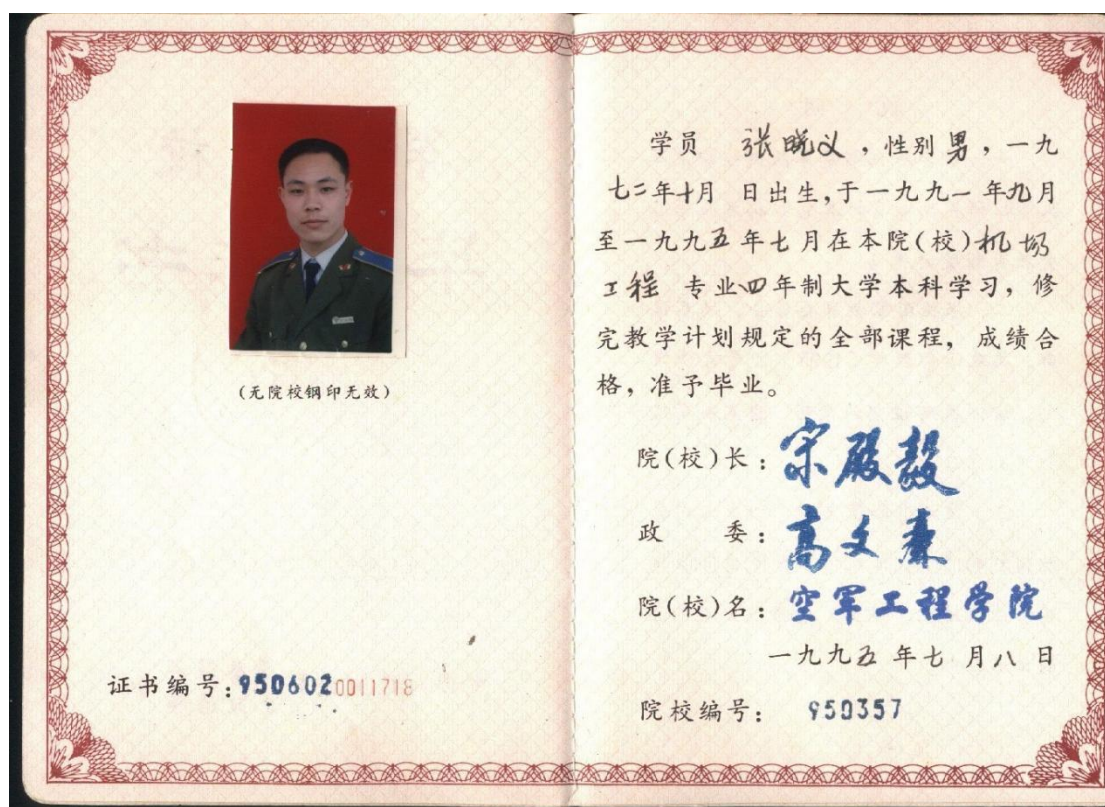 (无院校钢印无效)
证书编号:9506020011718
学员 张晓义,性别男,一九
七二年十月 日出生,于一九九一年九月
至一九九五年七月在本院(校)机场
工程 专业四年制大学本科学习,修
完教学计划规定的全部课程,成绩合
格,准予毕业。
院(校)长:宋殿毅
政 委:高文
院(校)名:空军工程学院
一九九五年七月八日
院校编号: 950357